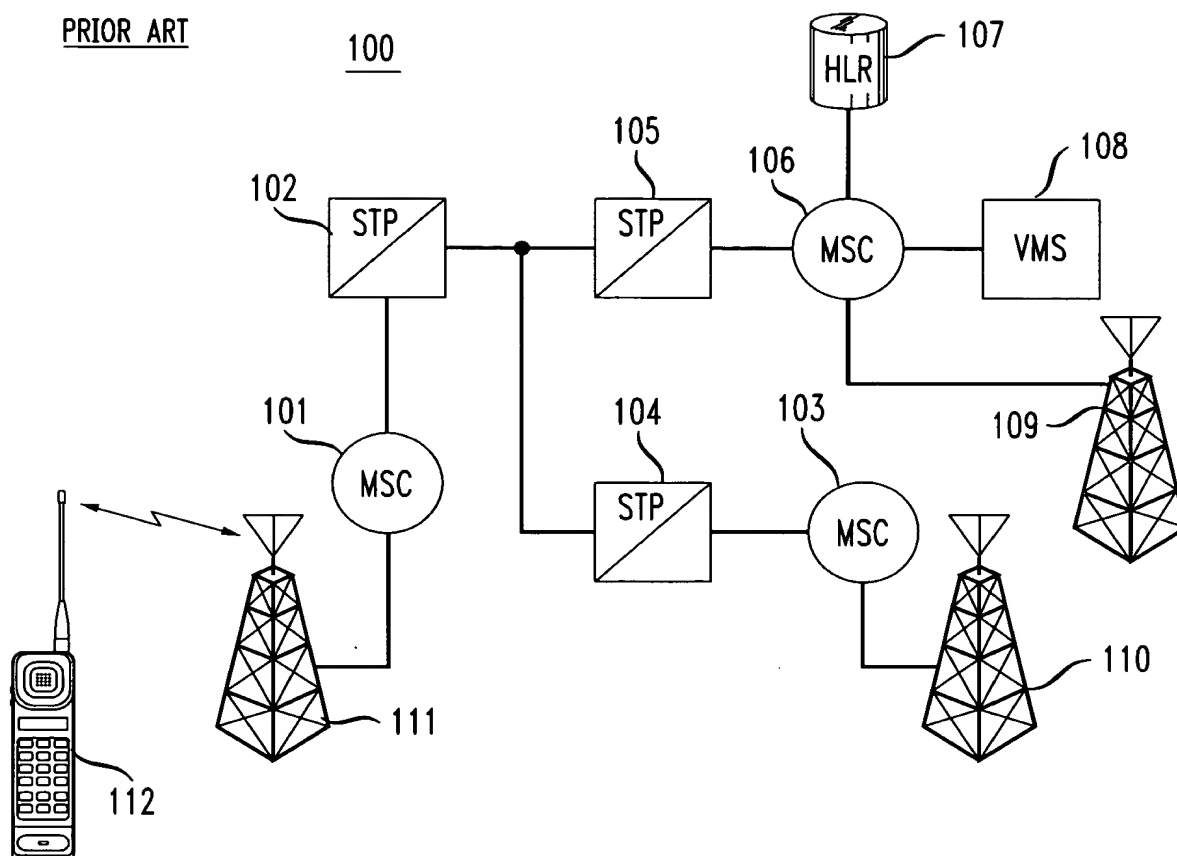 PRIOR ART
100
107
HLR
105
106
108
102
STP
STP
MSC
VMS
101
104
103
109
MSC
STP
MSC
110
111
112